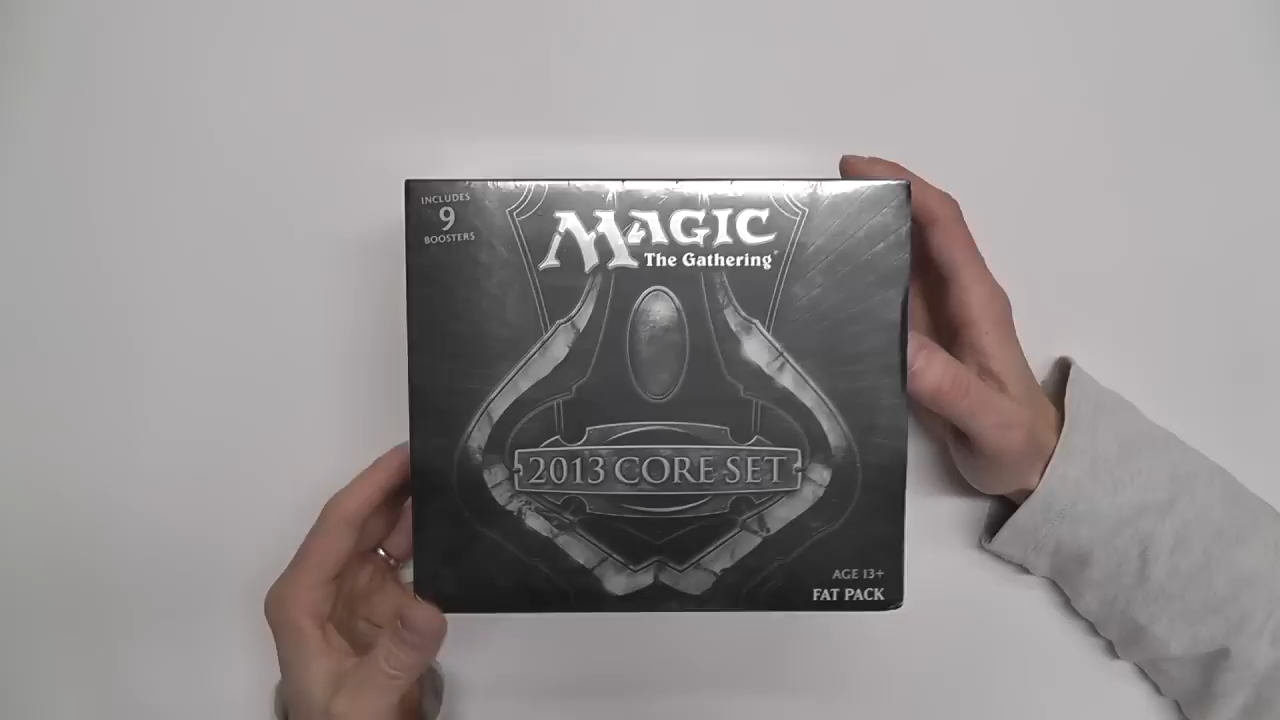 INCLUDES
9
BOOSTERS
MAGIC
The Gathering
2013 CORE SET
AGE 13+
FAT PACK